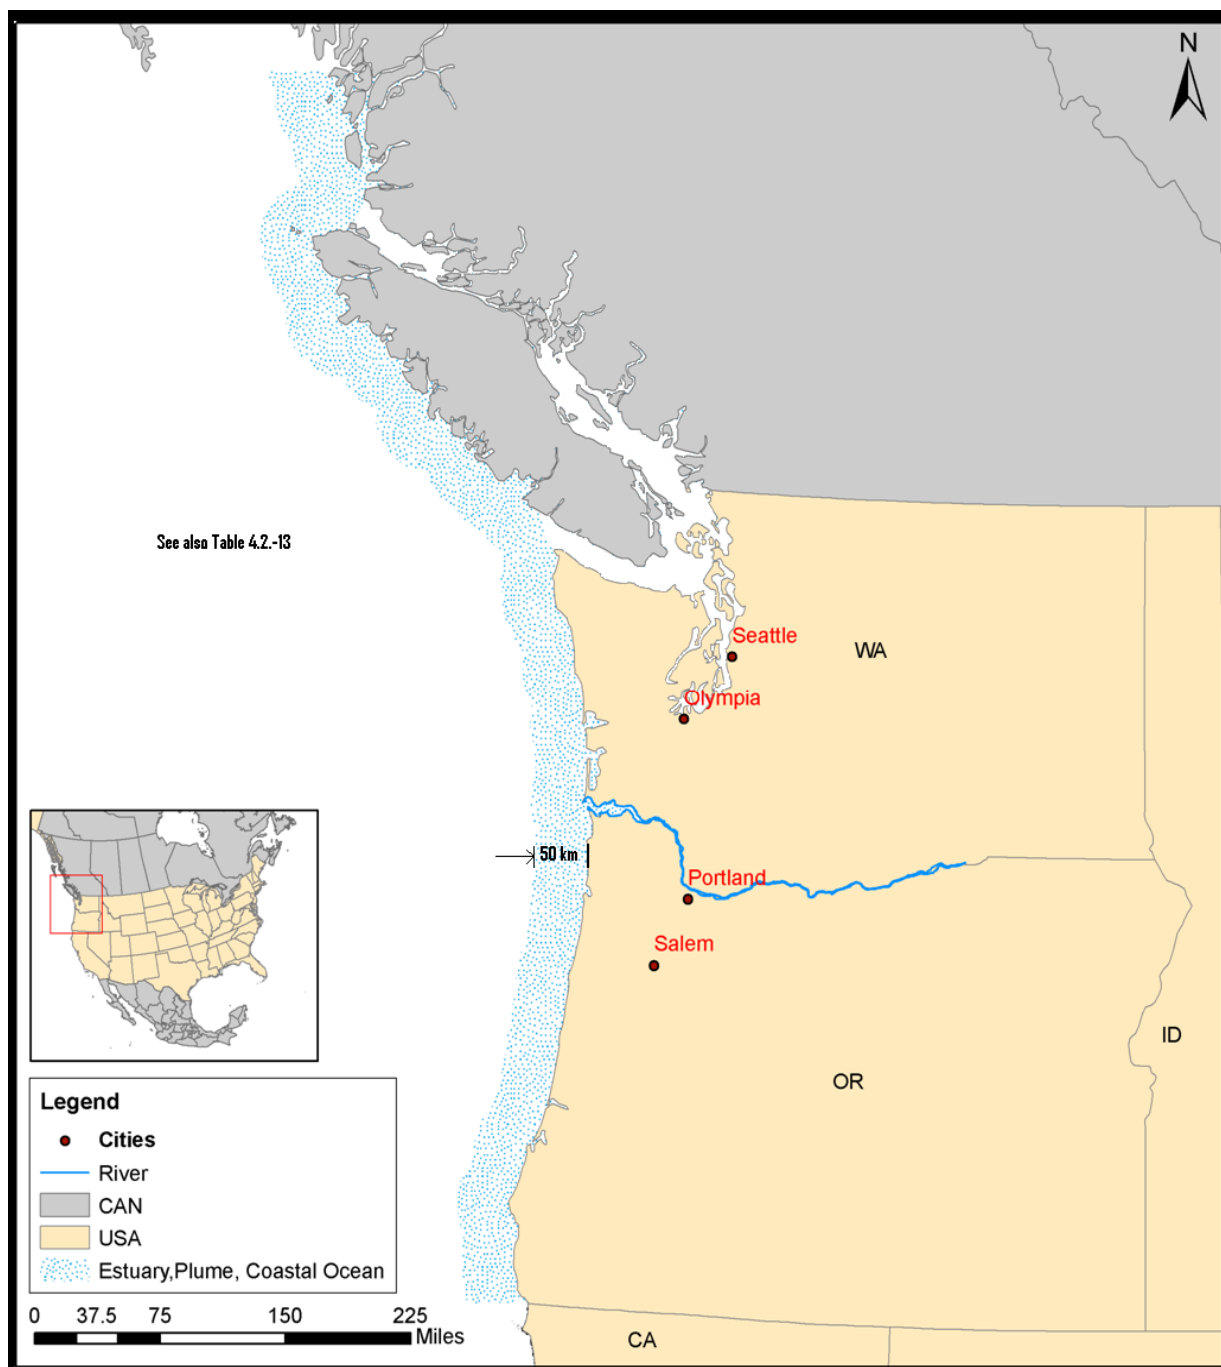 N
See also Table 4.2.-13
Seattle
WA
Olympia
50 km
Portland
Salem
ID
OR
Legend
Cities
River
CAN
USA
Estuary,Plume, Coastal Ocean
0 37.5 75 150 225
Miles
CA